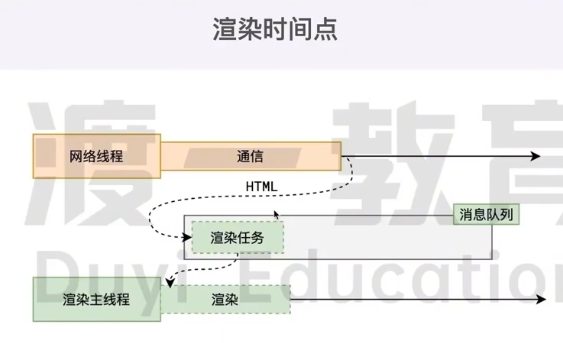 渲染时间点
网络线程
通信
HTML
消息队列
渲染任务
渲染主线程
渲染
渡一教育
Duyi Education